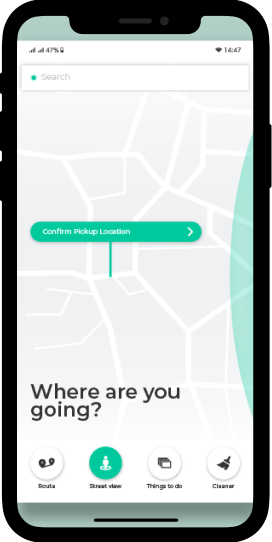 47% 14:47
Search
Confirm Pickup Location
Where are you
going?
Route Street view Things to do Cleaner